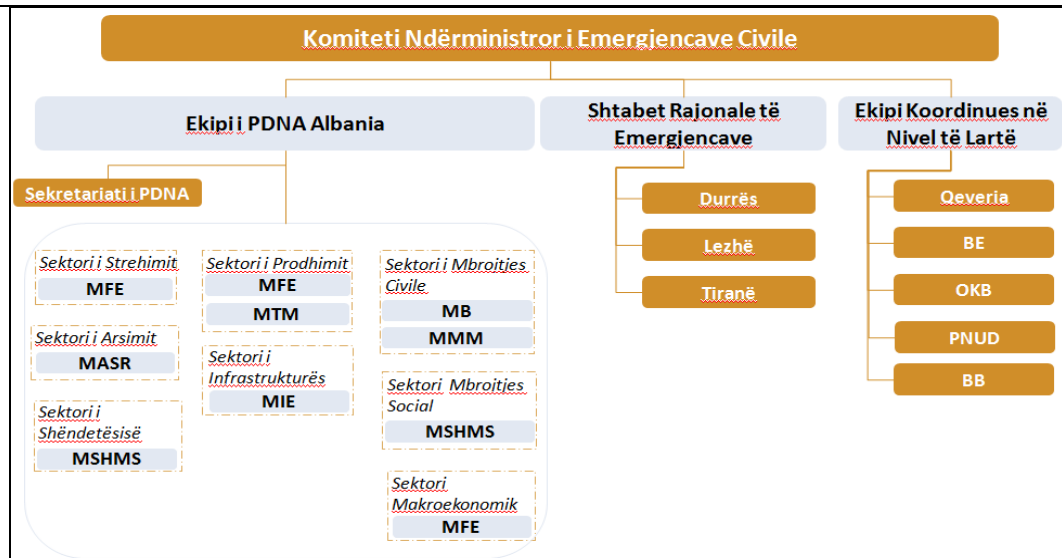 Komiteti Ndërministror i Emergjencave Civile
Ekipi i PDNA Albania
Sekretariati i PDNA
Sektori i Strehimit
MFE
Sektori i Arsimit
MASR
Sektori i
Shëndetësisë
MSHMS
Sektori i Prodhimit
MFE
MTM
Sektori i
Infrastrukturës
MIE
Sektori i Mbrojtjes
Civile
MB
MMM
Sektori Mbrojtjes
Social
MSHMS
Sektori
Makroekonomik
MFE
Shtabet Rajonale të
Emergjencave
Durrës
Lezhë
Tiranë
Ekipi Koordinues në
Nivel të Lartë
Qeveria
BE
OKB
PNUD
BB